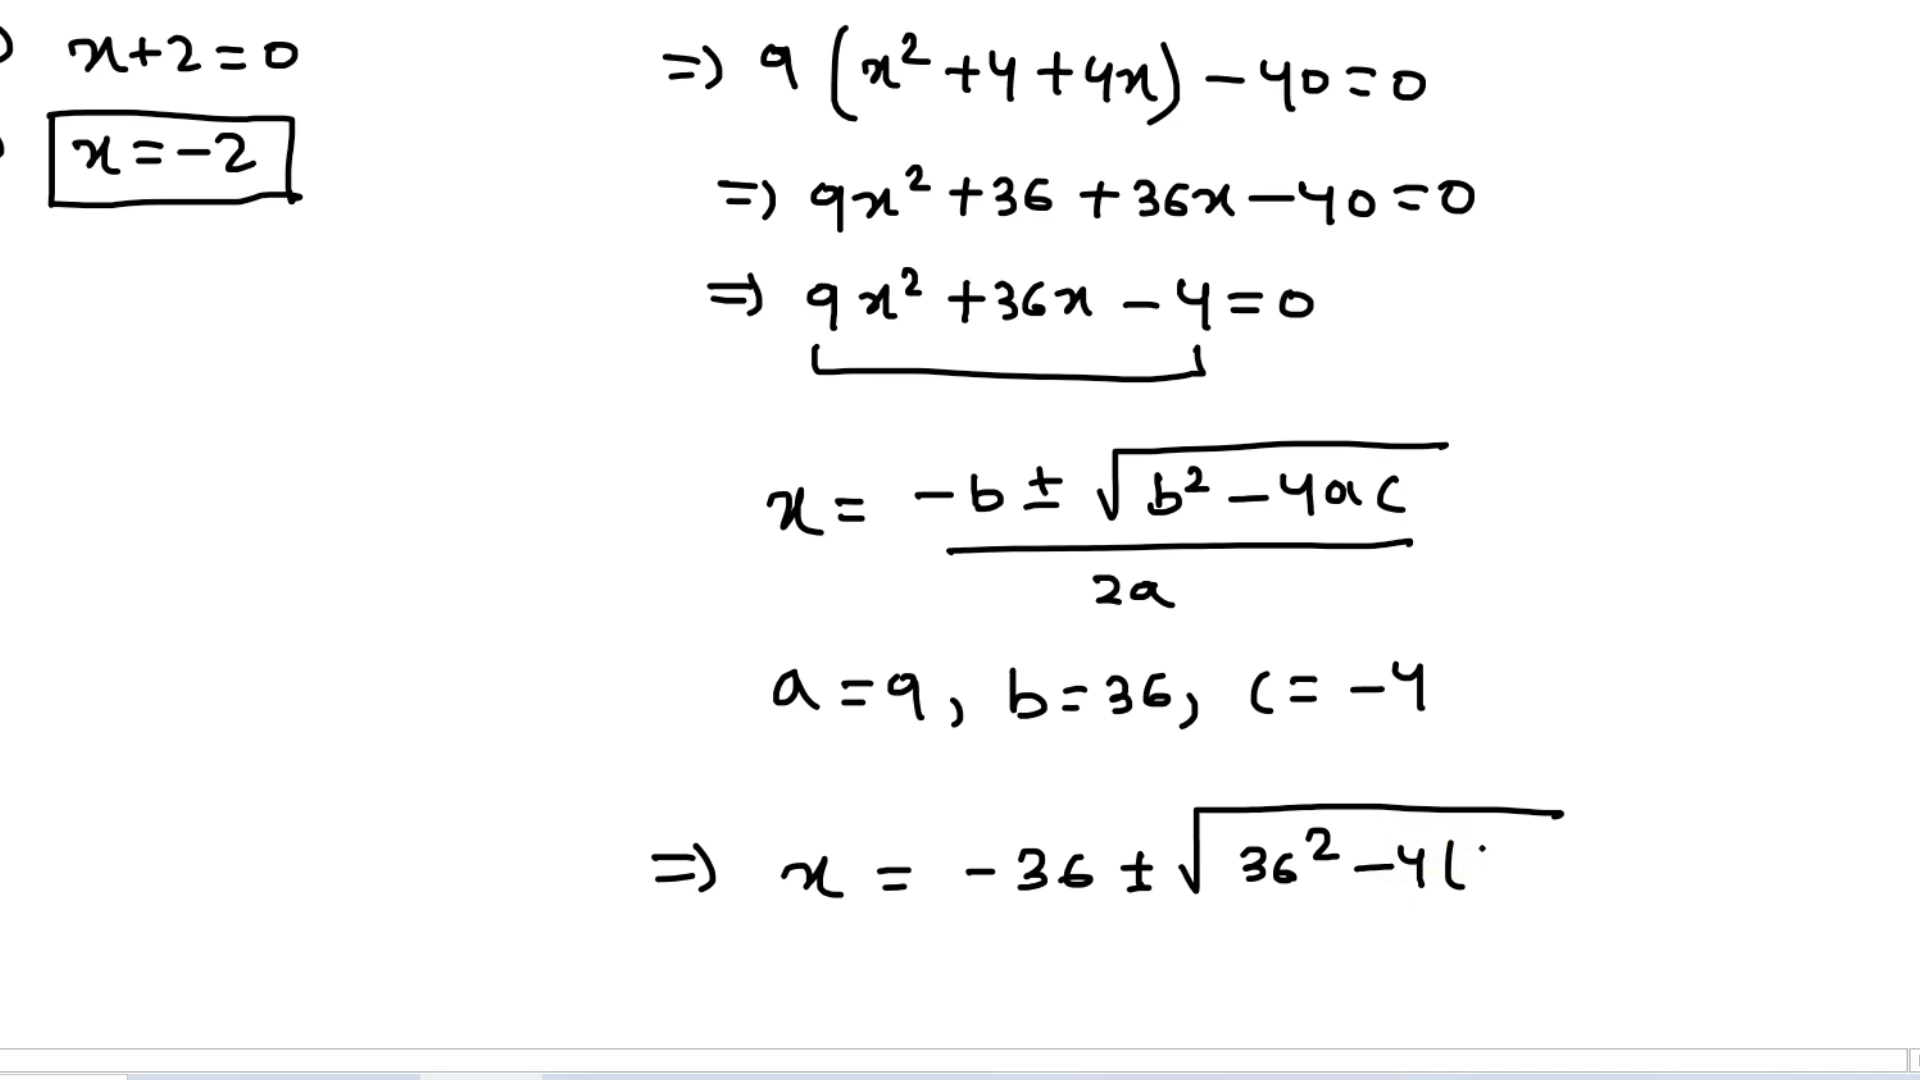 x+2=0
x=-2
=> 9(x²+4+4x)-40=0
=> 9x²+36+36x-40=0
=> 9x²+36x-4=0
x = -b±√b²-4ac
2a
a=9, b=36, c=-4
=> x = -36±√36²-4(